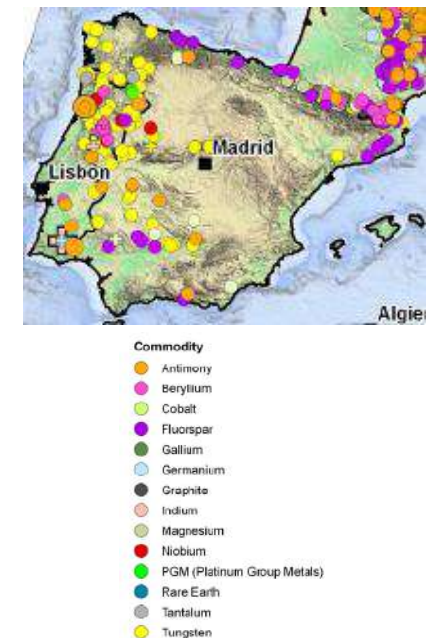 Madrid
Lisbon
Algier
Commodity
Antimony
Beryllium
Cobalt
Fluorspar
Gallium
Germanium
Graphite
Indium
Magnesium
Niobium
PGM (Platinum Group Metals)
Rare Earth
Tantalum
Tungsten